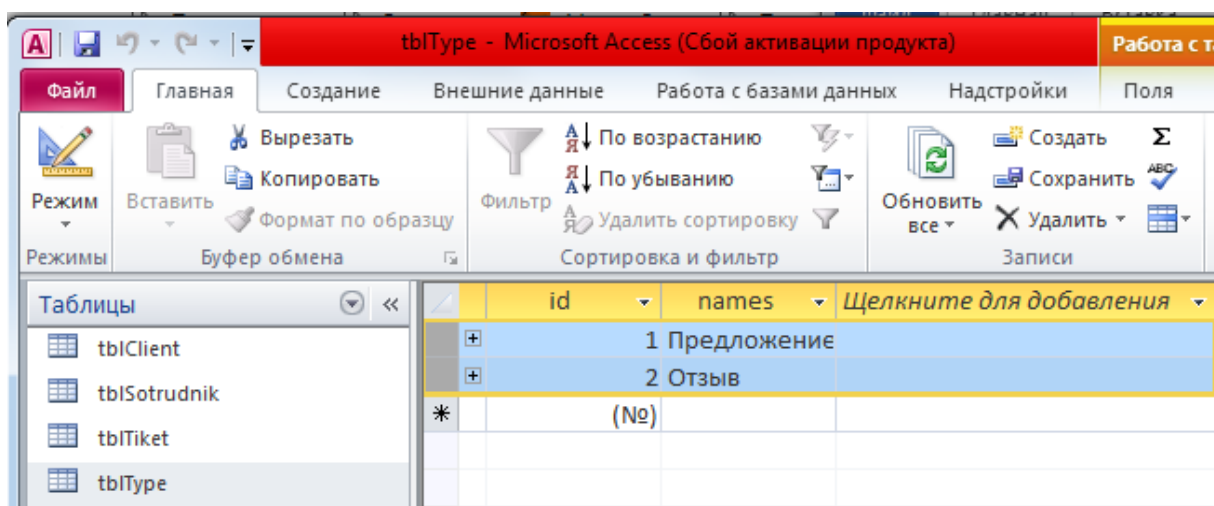 tblType - Microsoft Access (Сбой активации продукта)
Работа с та
Файл Главная Создание Внешние данные Работа с базами данных Надстройки Поля
Режим
Режимы
Вставить
Вырезать
Копировать
Формат по образцу
Буфер обмена
Фильтр
По возрастанию
По убыванию
Удалить сортировку
Сортировка и фильтр
Обновить
все
Создать
Сохранить
Удалить
Записи
Таблицы
tblClient
tblSotrudnik
tblTiket
tblType
id names Щелкните для добавления
1 Предложение
2 Отзыв
(№)